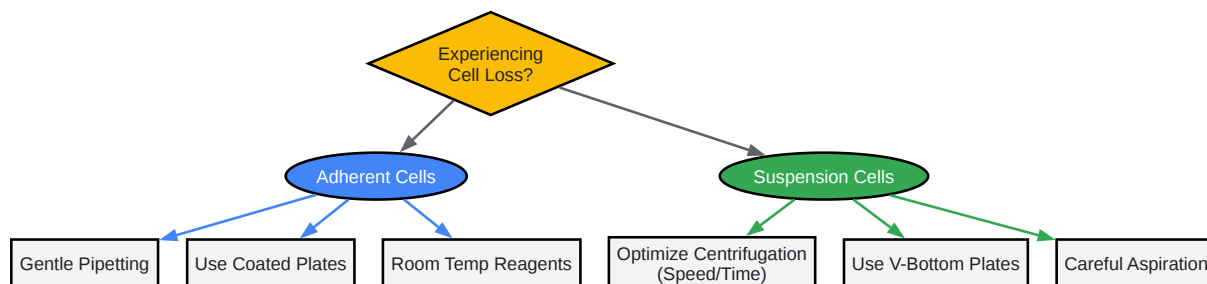 Experiencing
Cell Loss?
Adherent Cells
Suspension Cells
Gentle Pipetting
Use Coated Plates
Room Temp Reagents
Optimize Centrifugation
(Speed/Time)
Use V-Bottom Plates
Careful Aspiration